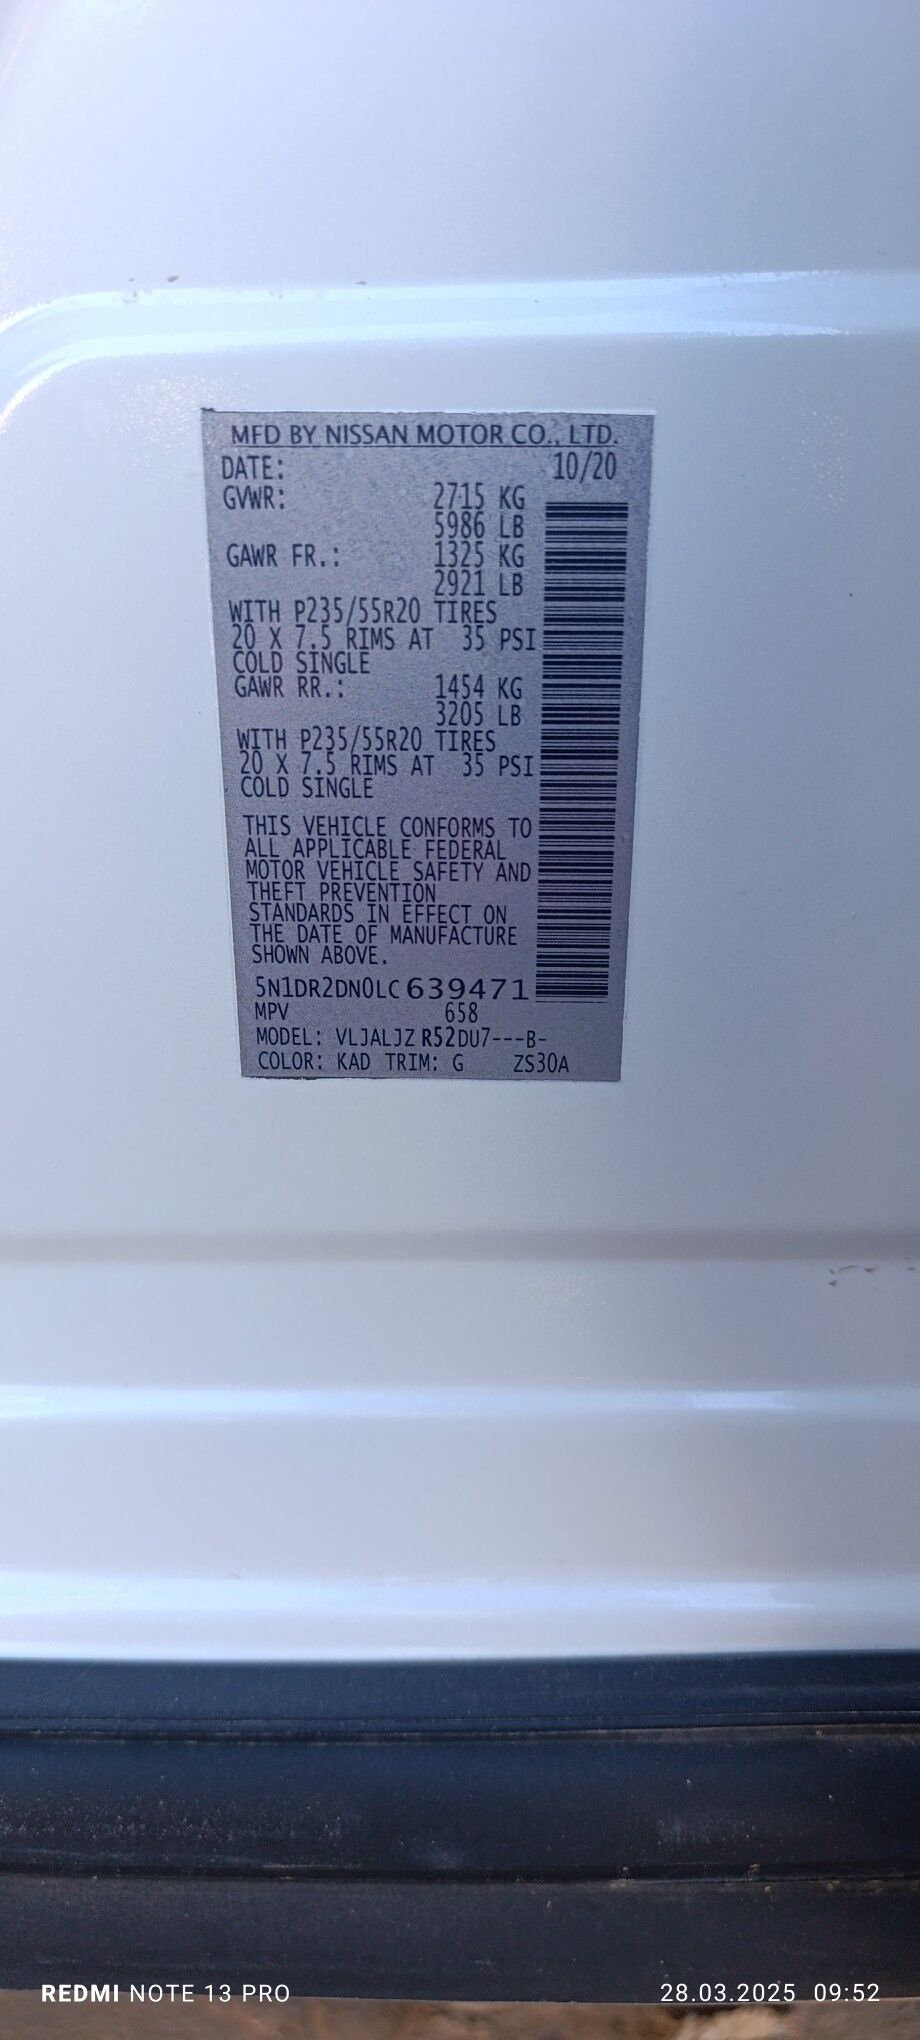 MFD BY NISSAN MOTOR CO., LTD.
DATE: 10/20
GVWR: 2715 KG
5986 LB
GAWR FR.: 1325 KG
2921 LB
WITH P235/55R20 TIRES
20 X 7.5 RIMS AT 35 PSI
COLD SINGLE
GAWR RR.: 1454 KG
3205 LB
WITH P235/55R20 TIRES
20 X 7.5 RIMS AT 35 PSI
COLD SINGLE
THIS VEHICLE CONFORMS TO
ALL APPLICABLE FEDERAL
MOTOR VEHICLE SAFETY AND
THEFT PREVENTION
STANDARDS IN EFFECT ON
THE DATE OF MANUFACTURE
SHOWN ABOVE.
5N1DR2DN0LC639471
MPV 658
MODEL: VLJALJZ R52DU7---B-
COLOR: KAD TRIM: G ZS30A
REDMI NOTE 13 PRO 28.03.2025 09:52